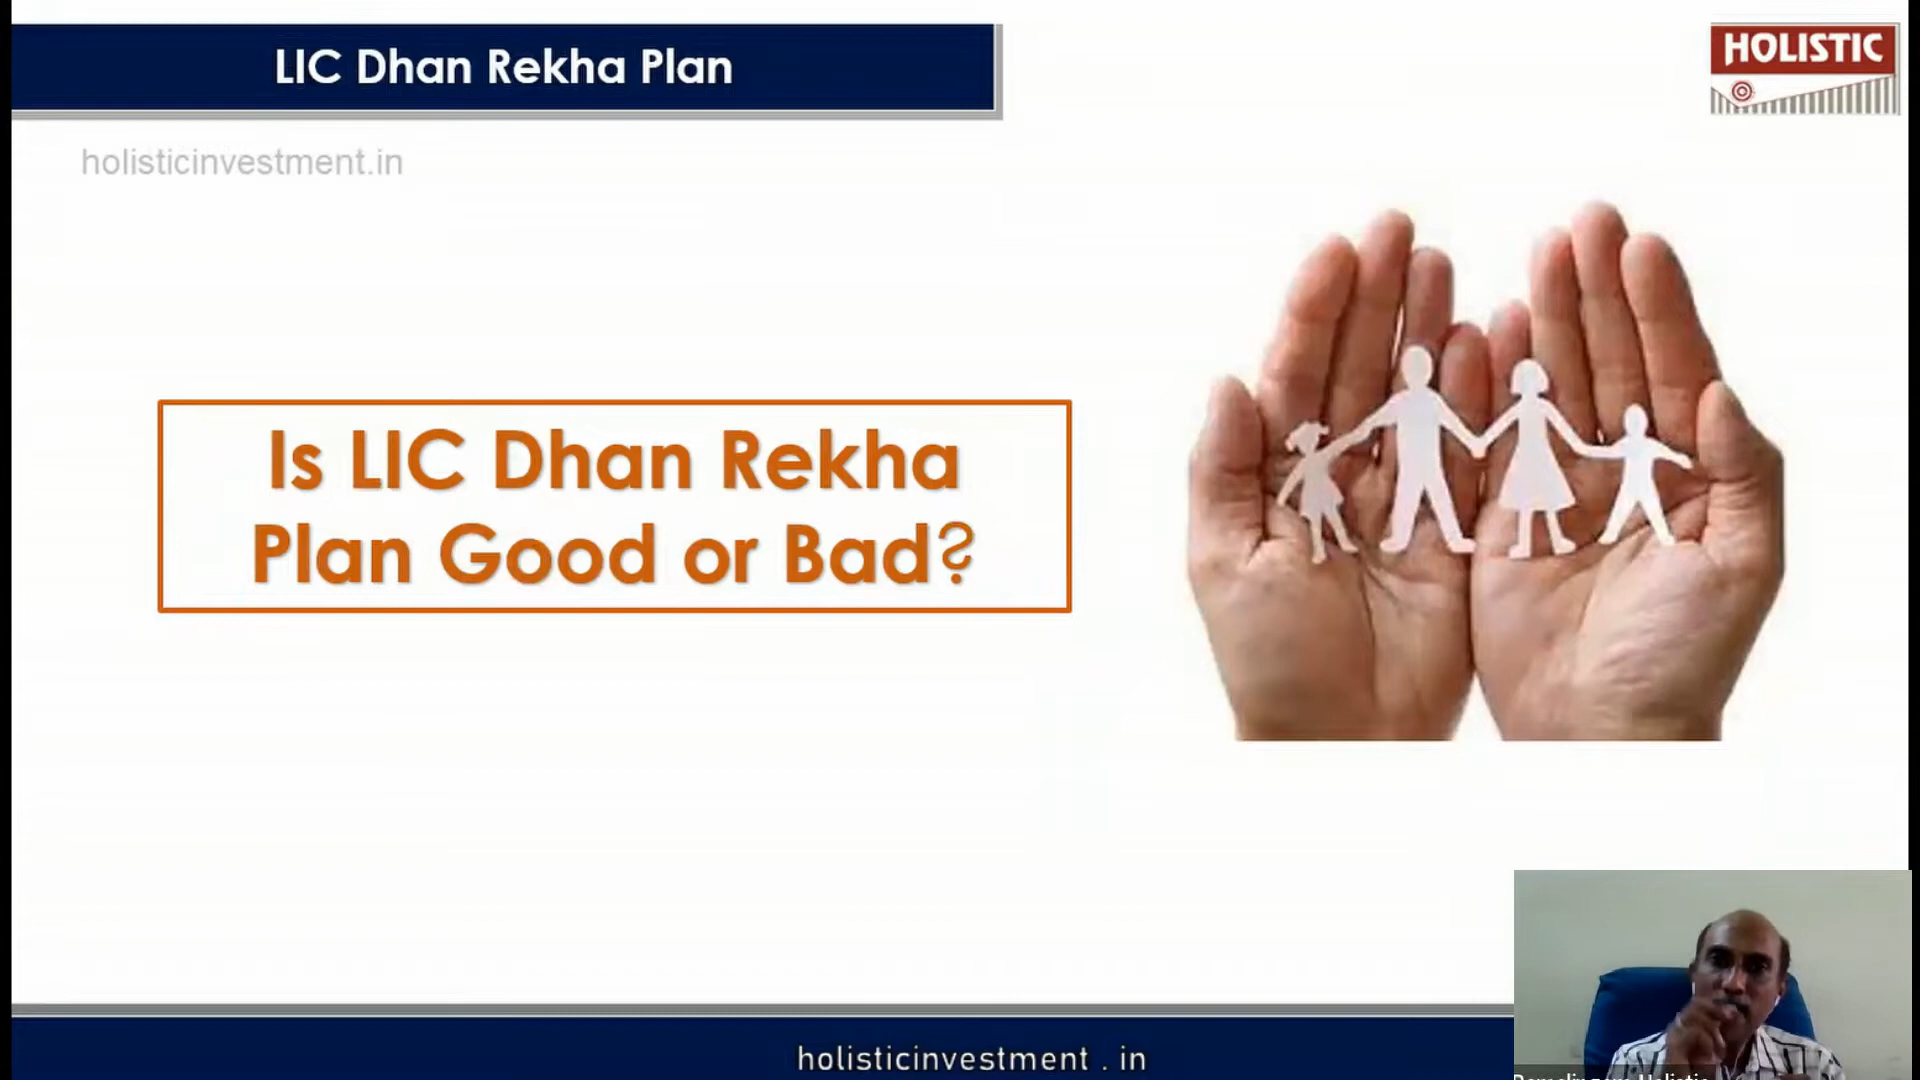 LIC Dhan Rekha Plan
HOLISTIC
holisticinvestment.in
Is LIC Dhan Rekha
Plan Good or Bad?
holisticinvestment . in